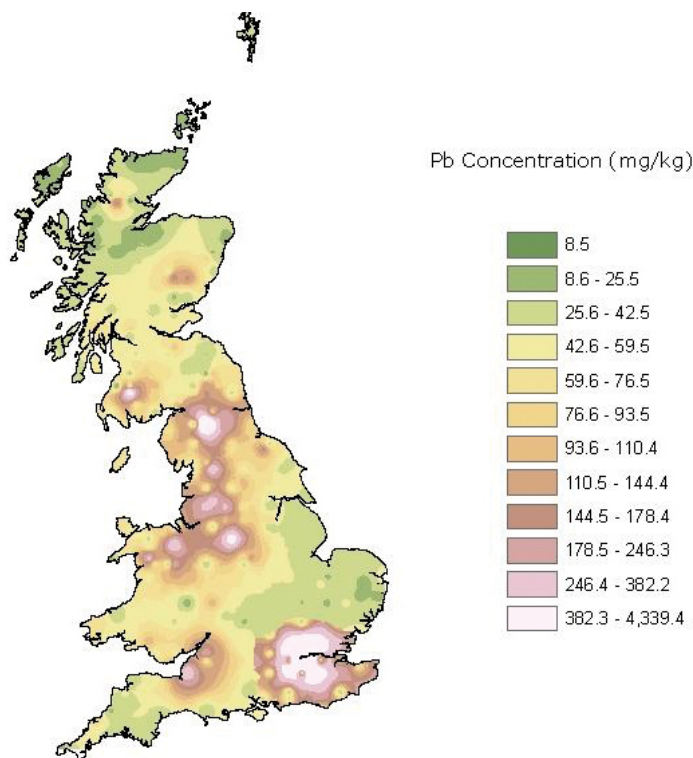 Pb Concentration (mg/kg)
8.5
8.6 - 25.5
25.6 - 42.5
42.6 - 59.5
59.6 - 76.5
76.6 - 93.5
93.6 - 110.4
110.5 - 144.4
144.5 - 178.4
178.5 - 246.3
246.4 - 382.2
382.3 - 4,339.4